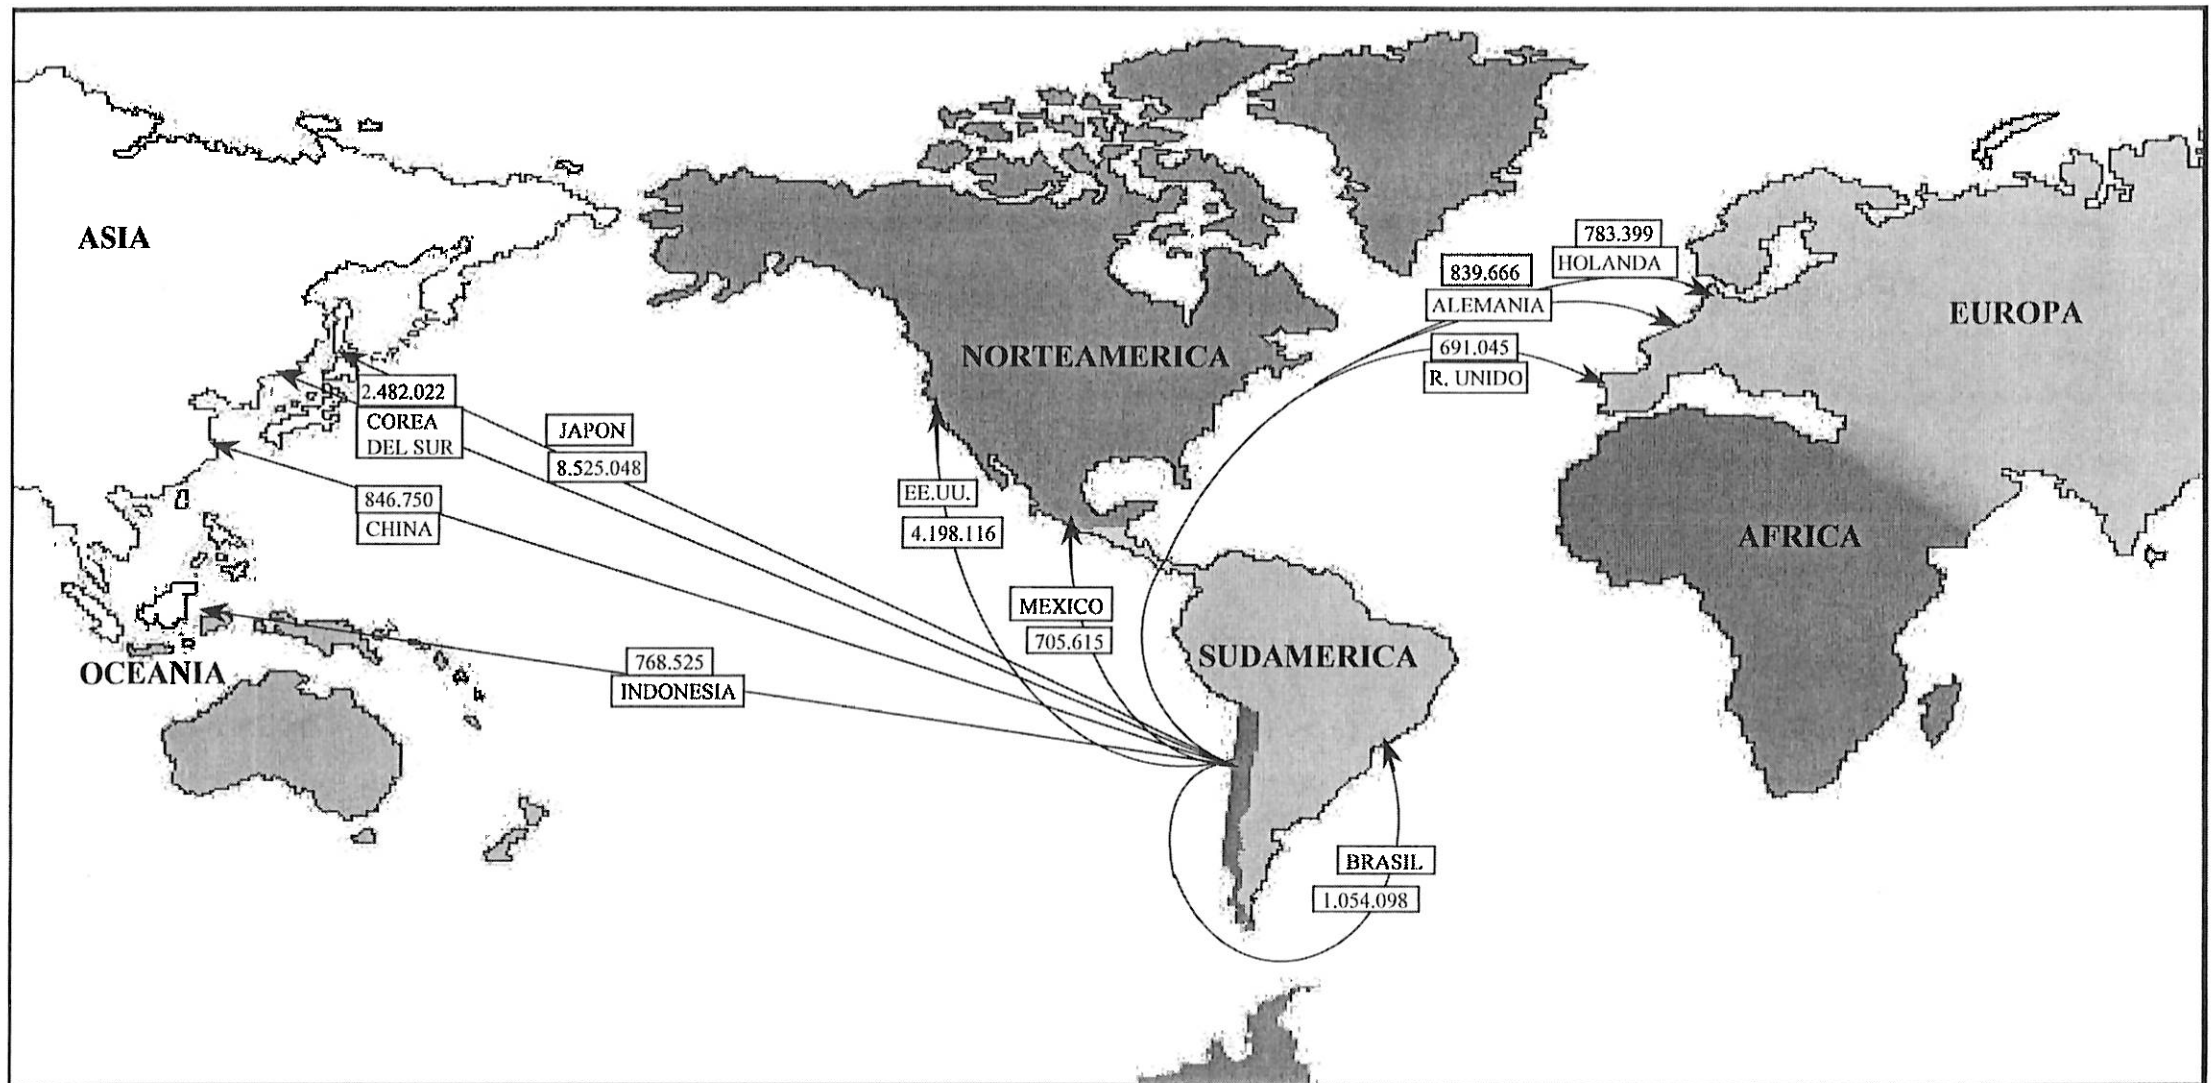 ASIA
783.399
HOLANDA
839.666
ALEMANIA
EUROPA
NORTEAMERICA
691.045
R. UNIDO
2.482.022
COREA
DEL SUR
JAPON
8.525.048
846.750
CHINA
EE.UU.
4.198.116
AFRICA
MEXICO
705.615
SUDAMERICA
OCEANIA
768.525
INDONESIA
BRASIL
1.054.098